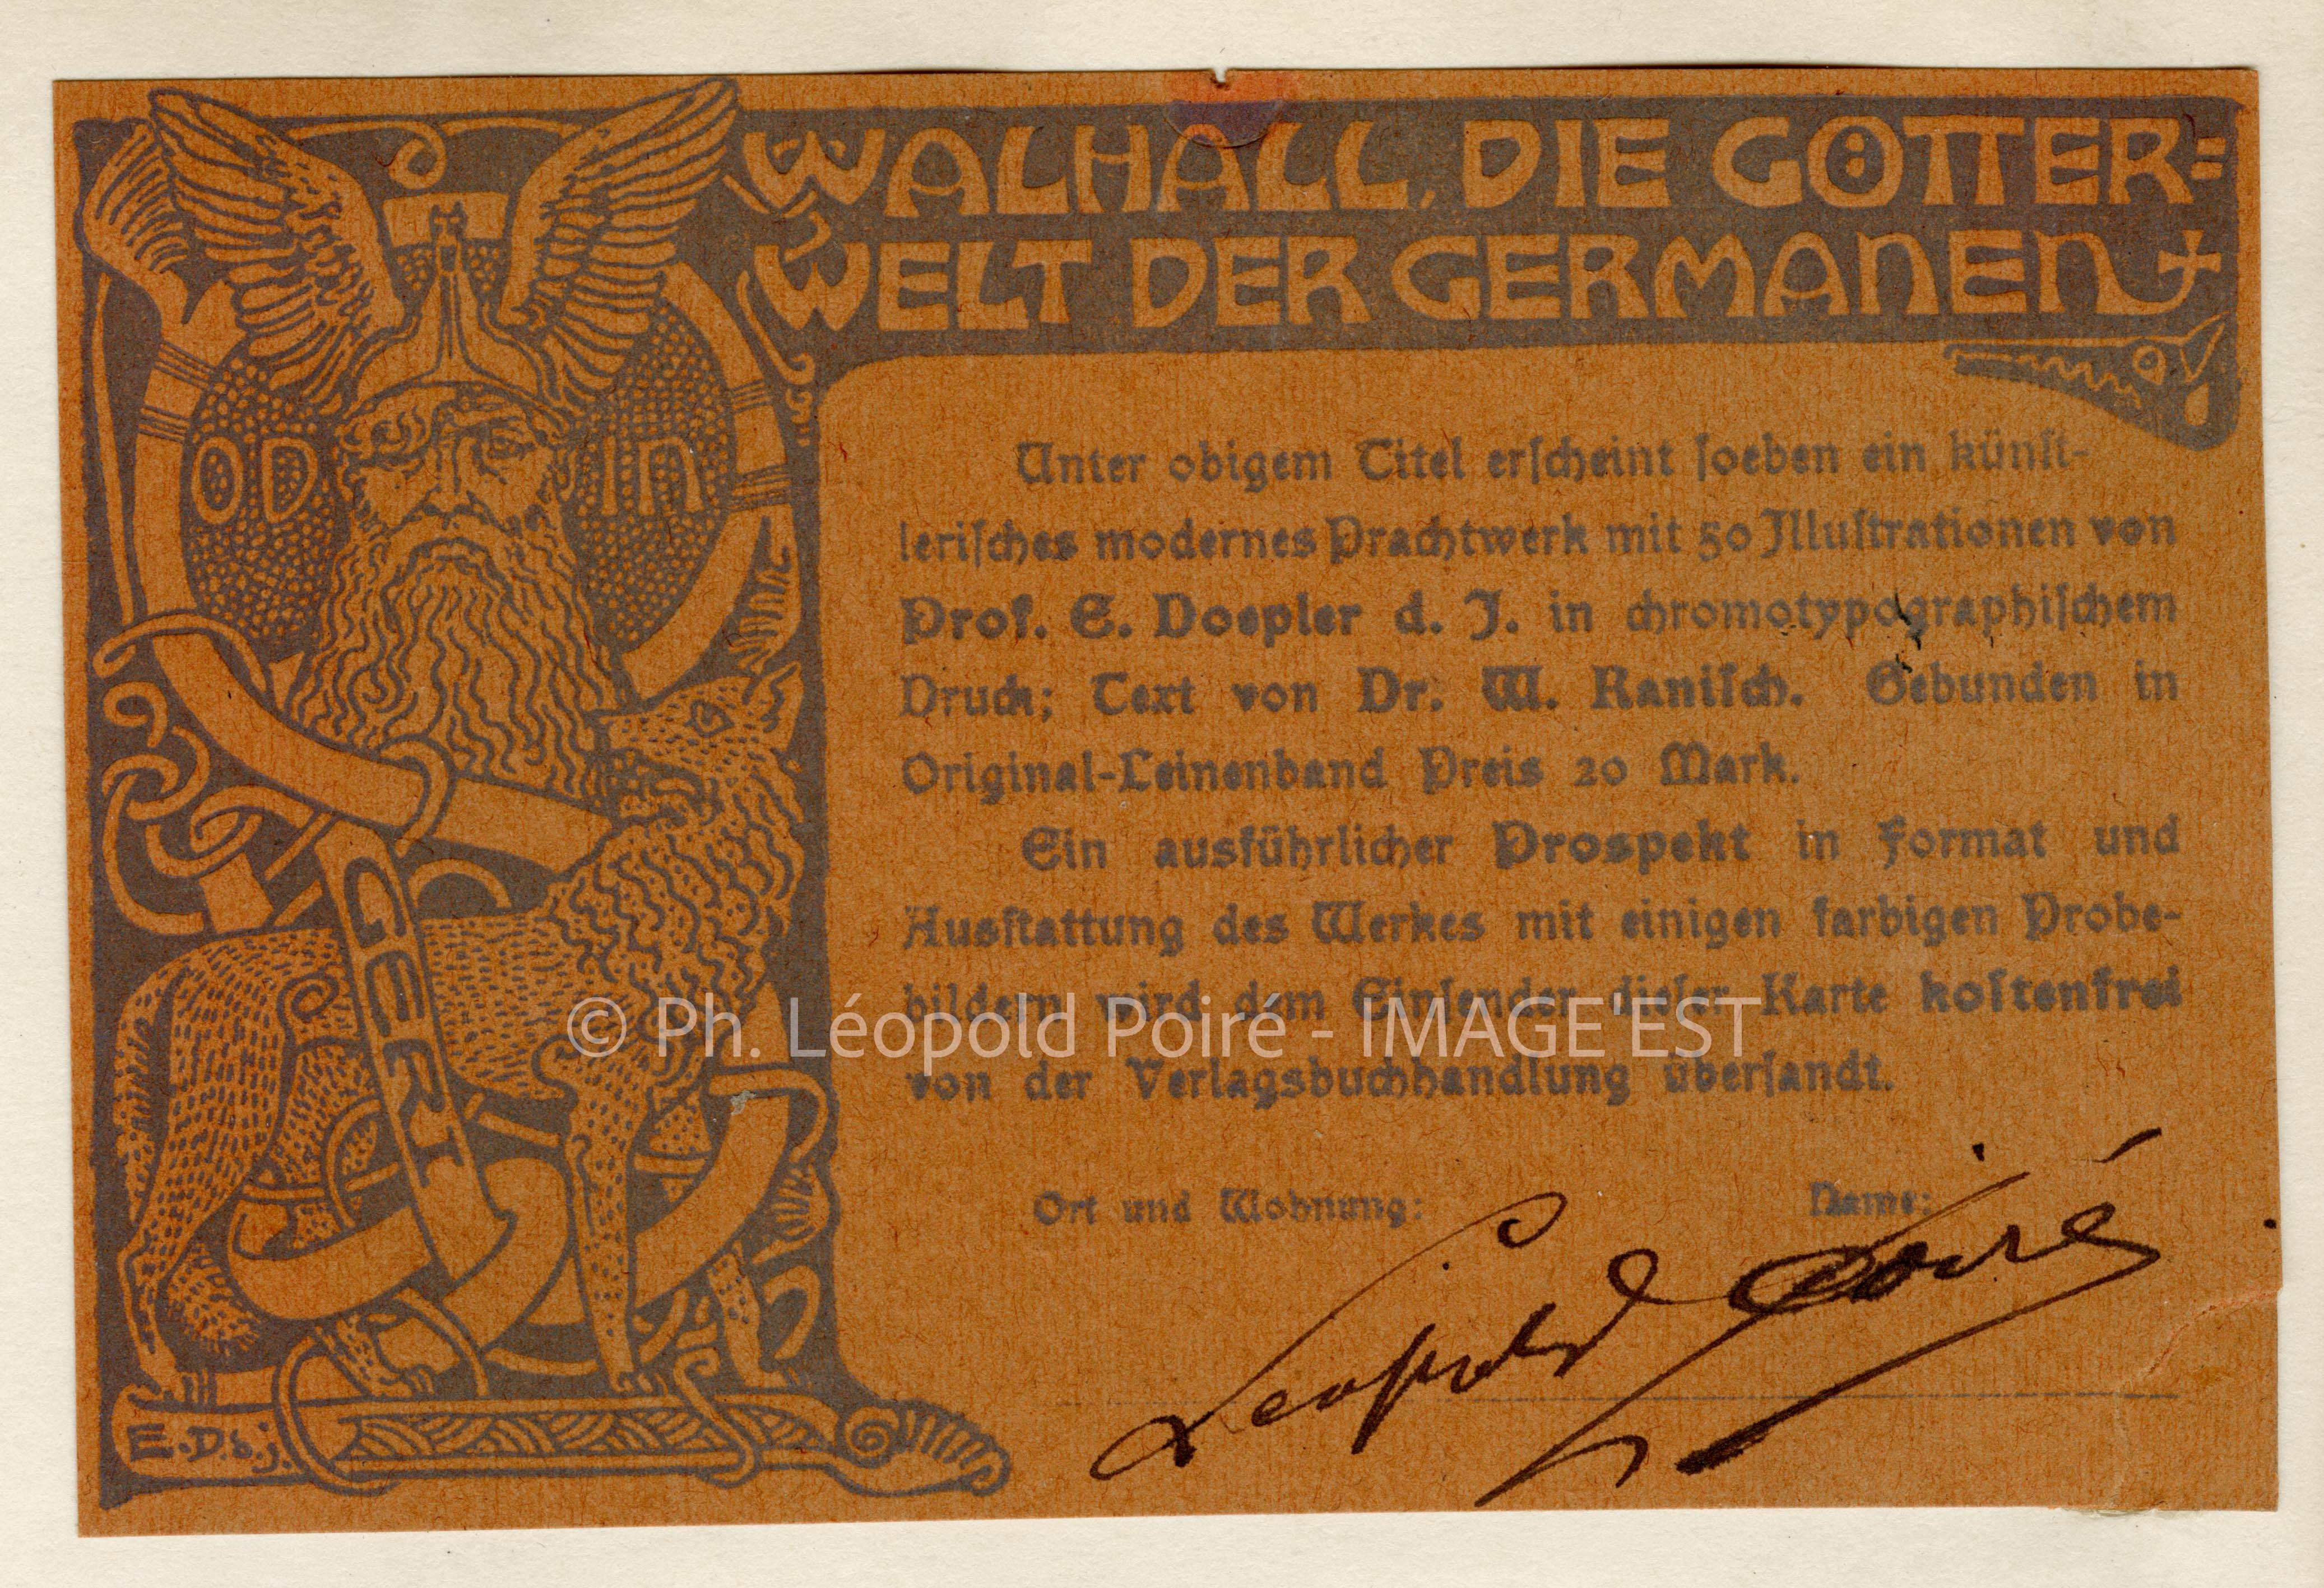 WALHALL, DIE GÖTTER=
WELT DER GERMANEN
OD IN
GERI
E.D.d.j.
Unter obigem Titel erſcheint ſoeben ein künſt-
leriſches modernes Prachtwerk mit 50 Illuſtrationen von
Prof. E. Doepler d. J. in chromotypographiſchem
Druck; Text von Dr. W. Raniſch. Gebunden in
Original-Leinenband Preis 20 Mark.
Ein ausführlicher Prospekt in Format und
Ausſtattung des Werkes mit einigen farbigen Probe-
bildern wird dem Einſender dieſer Karte koſtenfrei
© Ph. Léopold Poiré - IMAGE'EST
von der Verlagsbuchhandlung überſandt.
Ort und Wohnung: Name:
Leopold Poiré